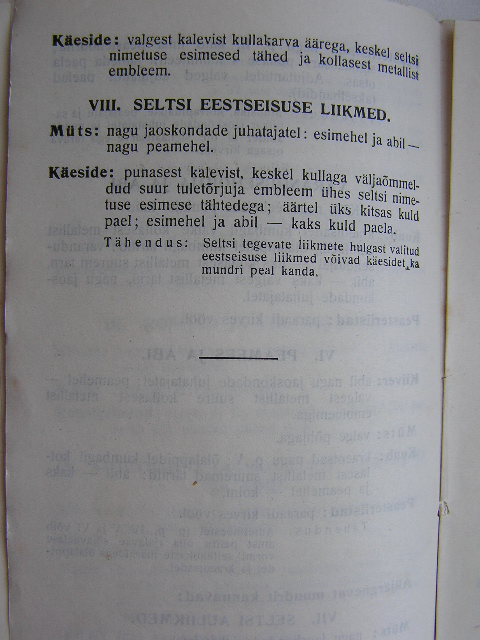 Käeside: valgest kalevist kullakarva äärega, keskel seltsi
nimetuse esimesed tähed ja kollasest metallist
embleem.
VIII. SELTSI EESTSEISUSE LIIKMED.
Müts: nagu jaoskondade juhatajatel: esimehel ja abil —
nagu peamehel.
Käeside: punasest kalevist, keskel kullaga väljaõmmel-
dud suur tuletõrjuja embleem ühes seltsi nime-
tuse esimese tähtedega; äärtel üks kitsas kuld
pael; esimehel ja abil — kaks kuld paela.
Tähendus: Seltsi tegevate liikmete hulgast valitud
eestseisuse liikmed võivad käesidet ka
mundri peal kanda.